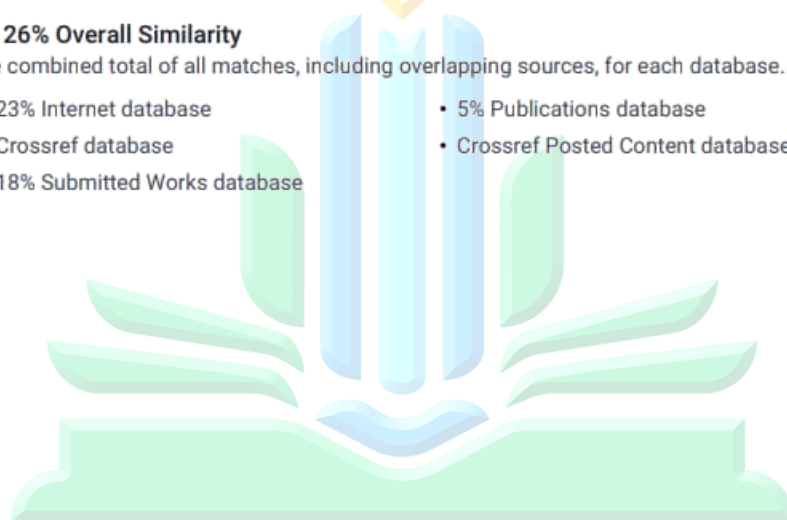 26% Overall Similarity
combined total of all matches, including overlapping sources, for each database.
23% Internet database
• 5% Publications database
Crossref database
• Crossref Posted Content database
18% Submitted Works database